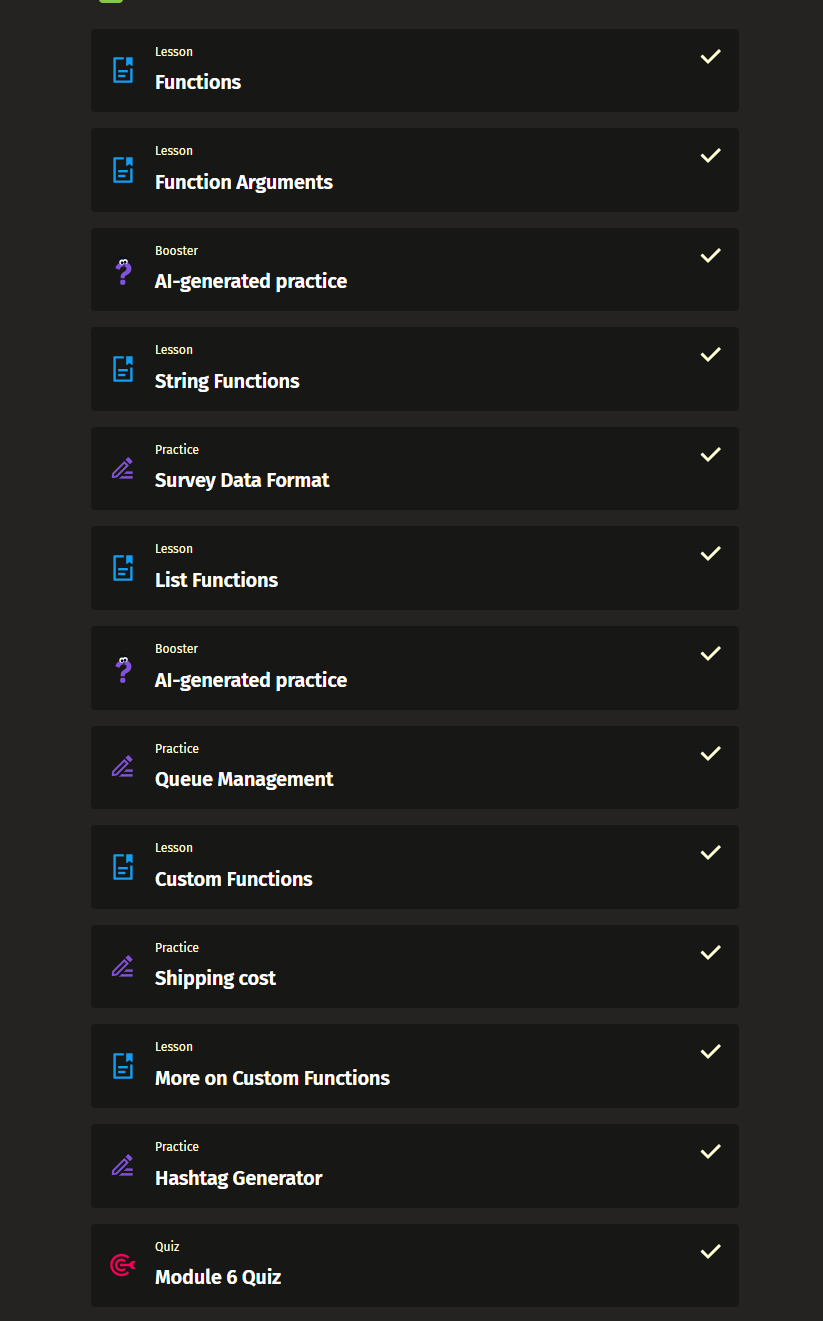 Lesson
Functions
Lesson
Function Arguments
Booster
AI-generated practice
Lesson
String Functions
Practice
Survey Data Format
Lesson
List Functions
Booster
AI-generated practice
Practice
Queue Management
Lesson
Custom Functions
Practice
Shipping cost
Lesson
More on Custom Functions
Practice
Hashtag Generator
Quiz
Module 6 Quiz